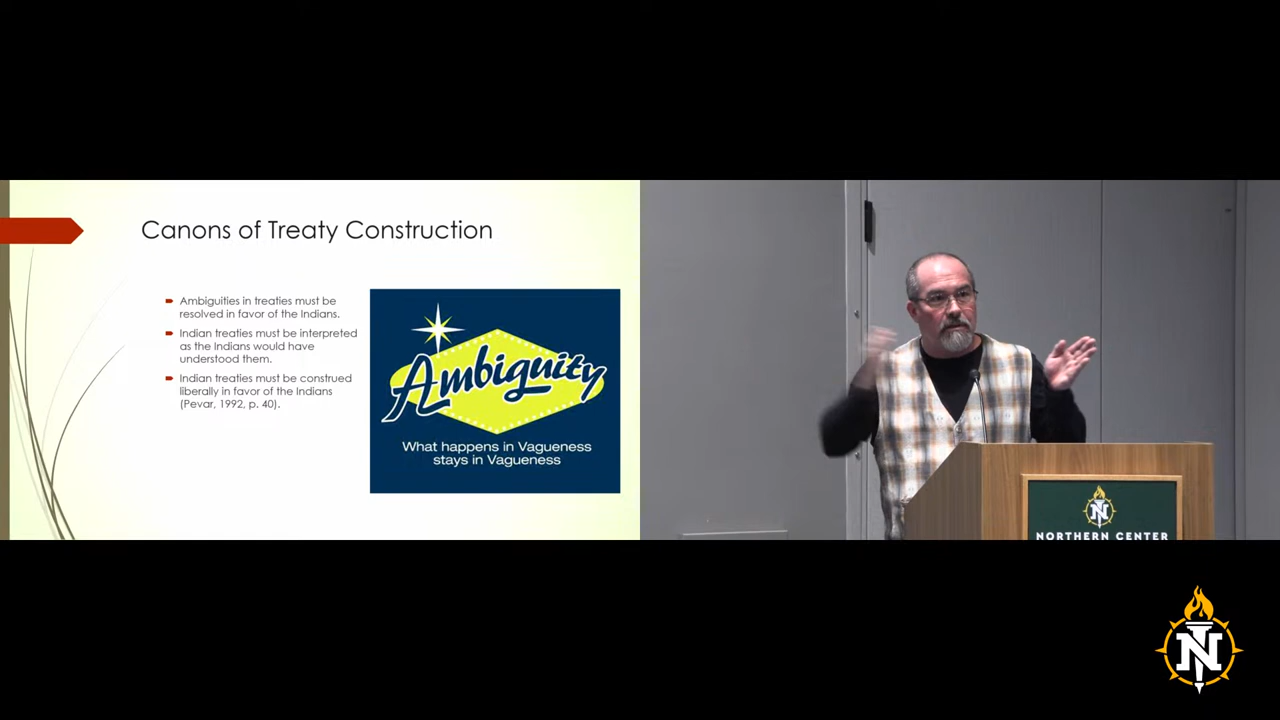 Canons of Treaty Construction
Ambiguities in treaties must be
resolved in favor of the Indians.
Indian treaties must be interpreted
as the Indians would have
understood them.
Indian treaties must be construed
liberally in favor of the Indians
(Pevar, 1992, p. 40).
Ambiguity
What happens in Vagueness
stays in Vagueness
N
NORTHERN CENTER
N